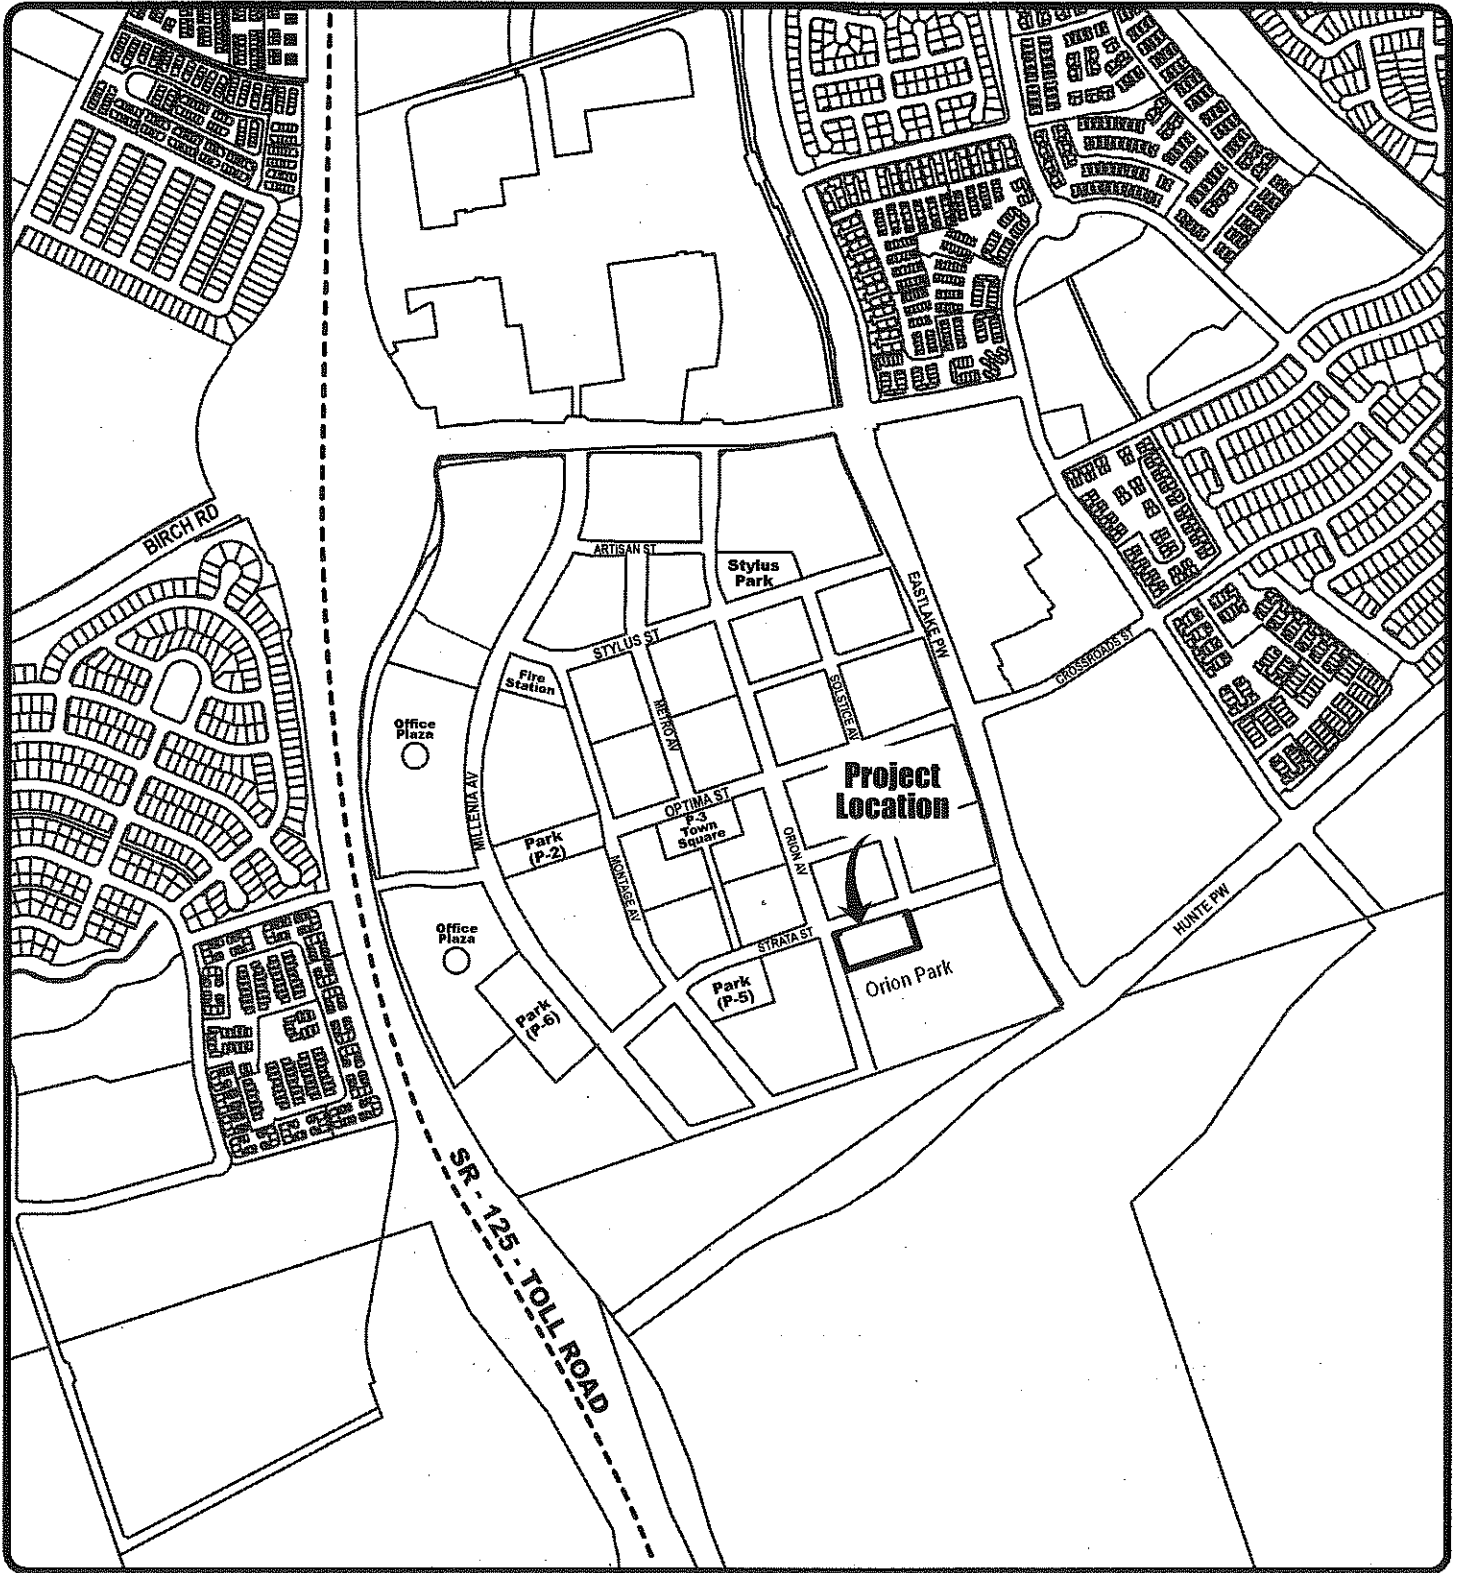 BIRCH RD
ARTISAN ST
Stylus
Park
EASTLAKE PW
STYLUS ST
CROSSROADS ST
Fire
Station
SOLSTICE AV
METRO AV
Office
Plaza
Project
Location
MILLENIA AV
OPTIMA ST
P-3
Town
Square
Park
(P-2)
ORION AV
MONTAGE AV
HUNTE PW
Office
Plaza
STRATA ST
Orion Park
Park
(P-5)
Park
(P-6)
SR - 125 - TOLL ROAD